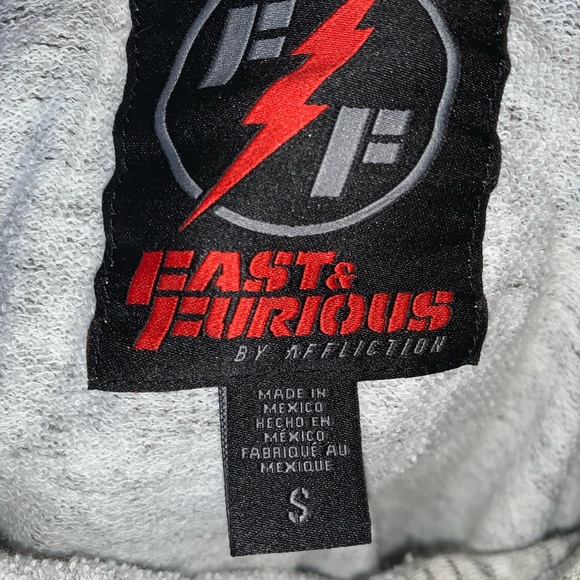 F
F
FAST &
FURIOUS
BY AFFLICTION
MADE IN
MEXICO
HECHO EN
MÉXICO
FABRIQUÉ AU
MEXIQUE
S